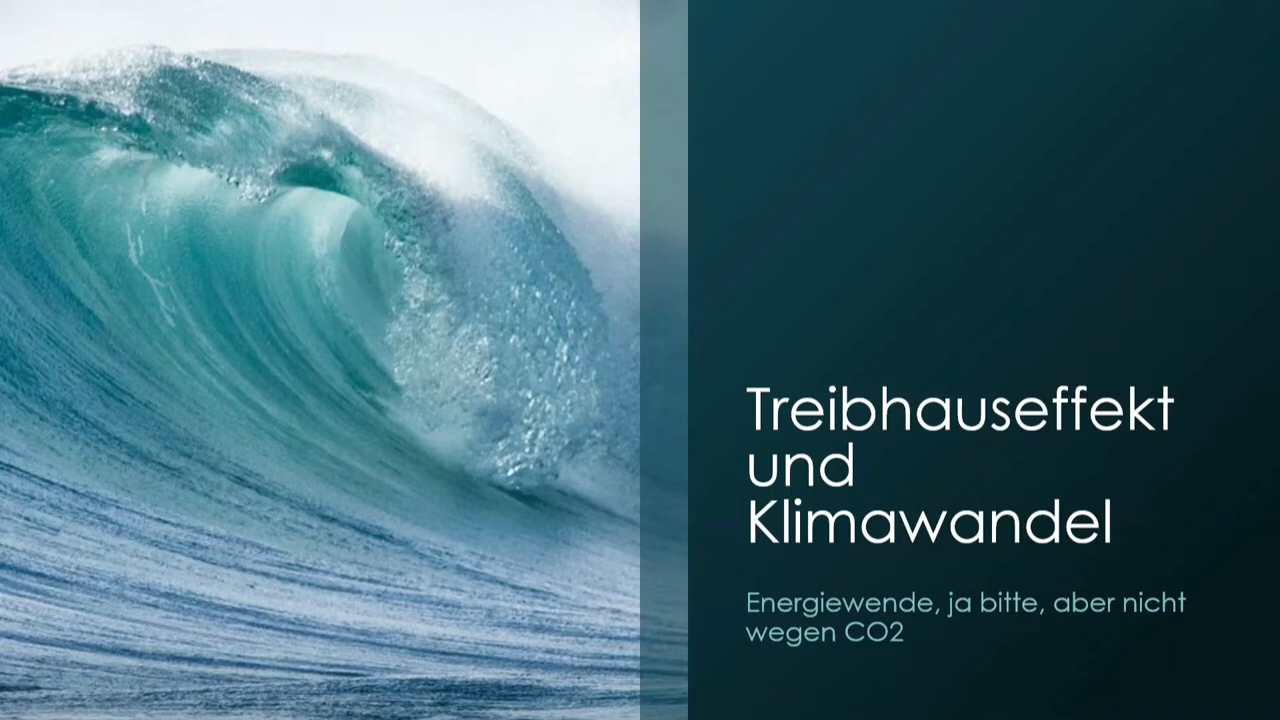 Treibhauseffekt
und
Klimawandel
Energiewende, ja bitte, aber nicht
wegen CO2